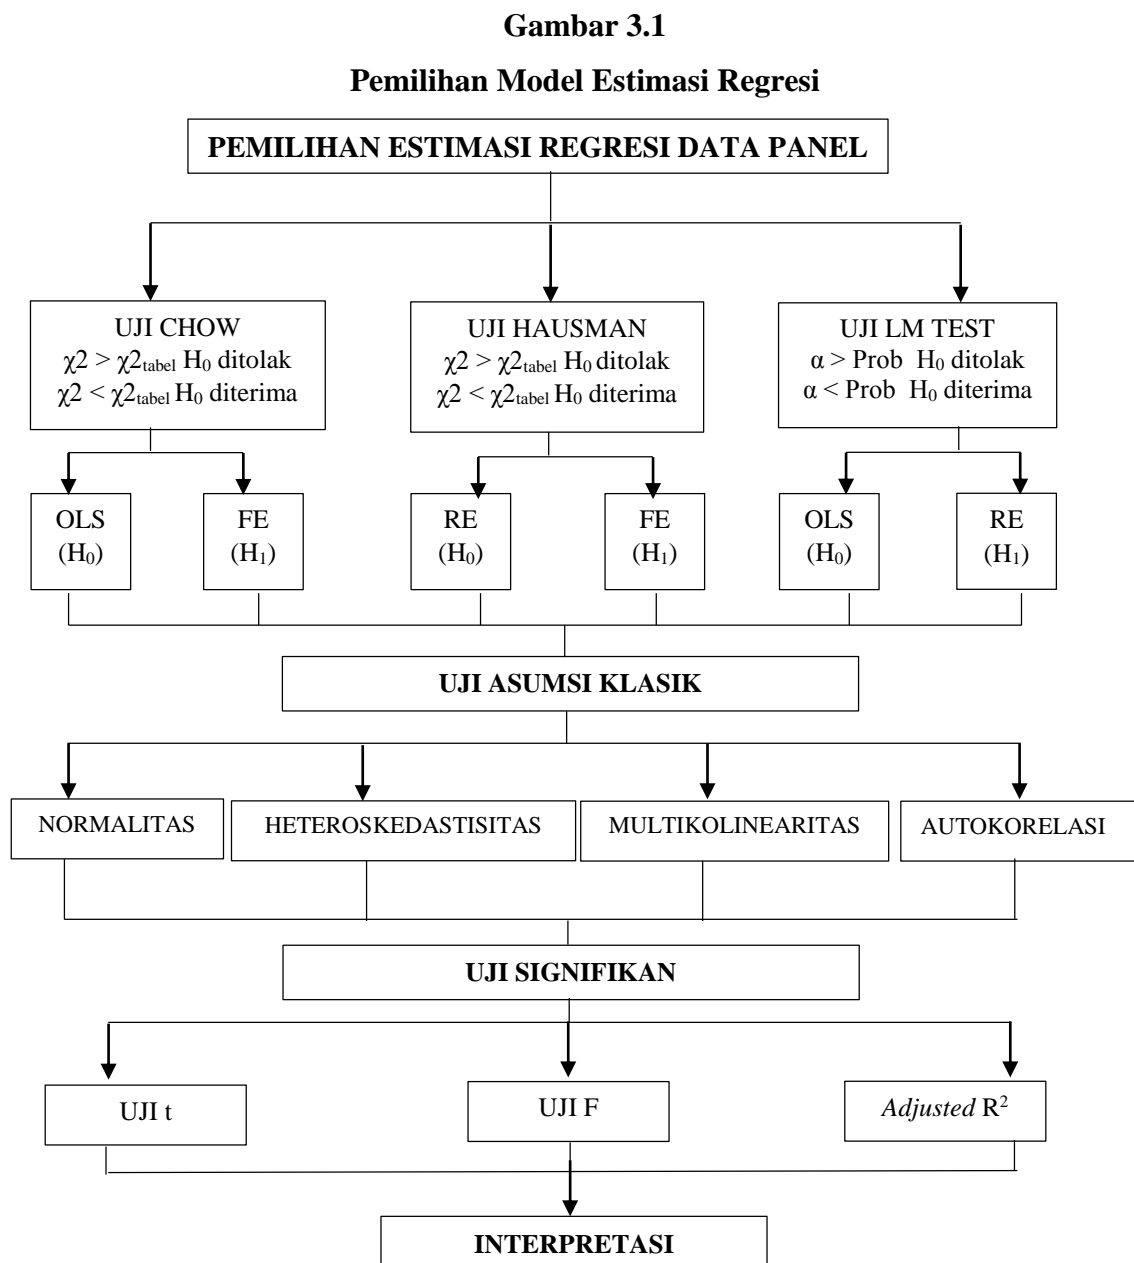 Gambar 3.1
Pemilihan Model Estimasi Regresi
PEMILIHAN ESTIMASI REGRESI DATA PANEL
UJI CHOW
χ2 > χ2tabel H0 ditolak
χ2 < χ2tabel H0 diterima
UJI HAUSMAN
χ2 > χ2tabel H0 ditolak
χ2 < χ2tabel H0 diterima
UJI LM TEST
α > Prob H0 ditolak
α < Prob H0 diterima
OLS
(H0)
FE
(H1)
RE
(H0)
FE
(H1)
OLS
(H0)
RE
(H1)
UJI ASUMSI KLASIK
NORMALITAS
HETEROSKEDASTISITAS
MULTIKOLINEARITAS
AUTOKORELASI
UJI SIGNIFIKAN
UJI t
UJI F
Adjusted R²
INTERPRETASI